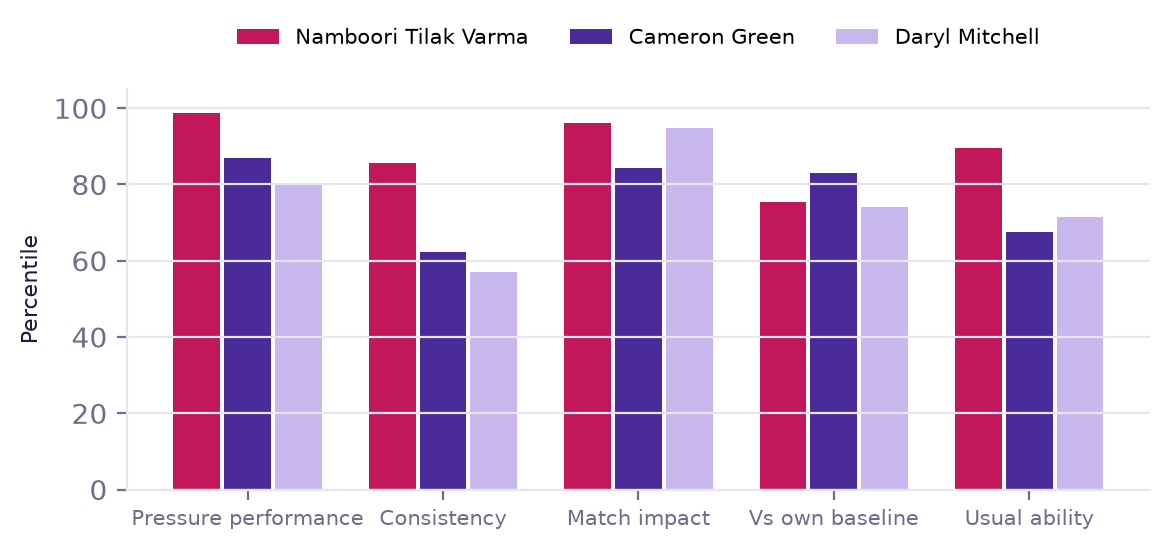 Namboori Tilak Varma Cameron Green Daryl Mitchell
Percentile
100
80
60
40
20
0
Pressure performance Consistency Match impact Vs own baseline Usual ability